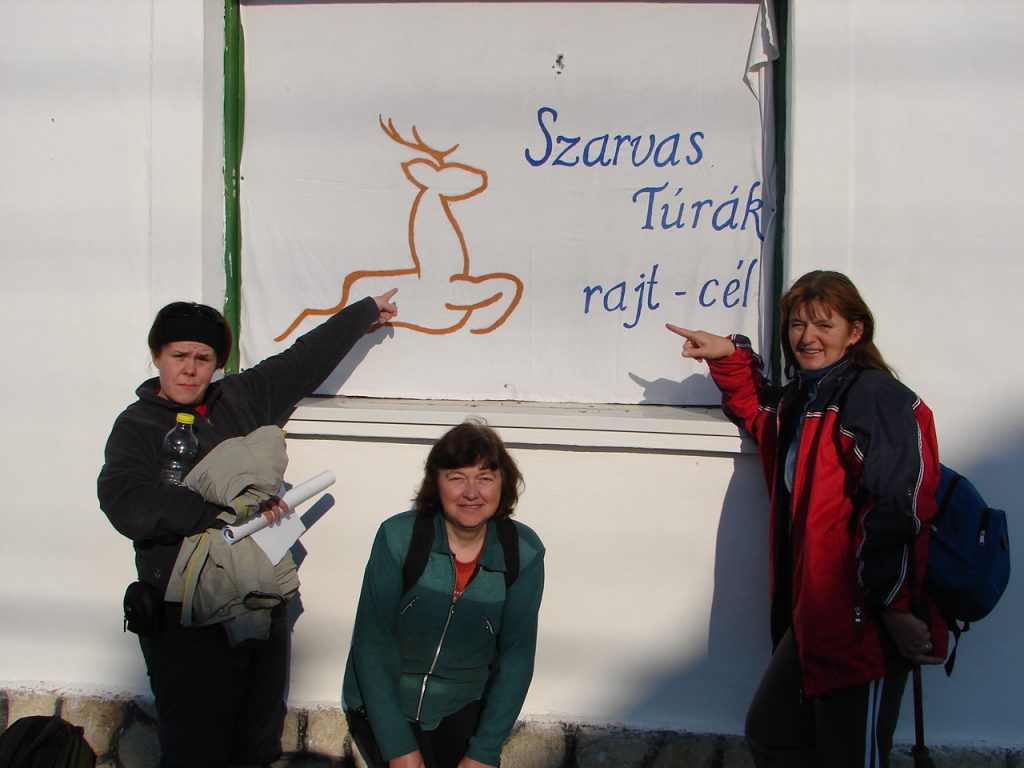 Szarvas
Túrák
rajt - cél